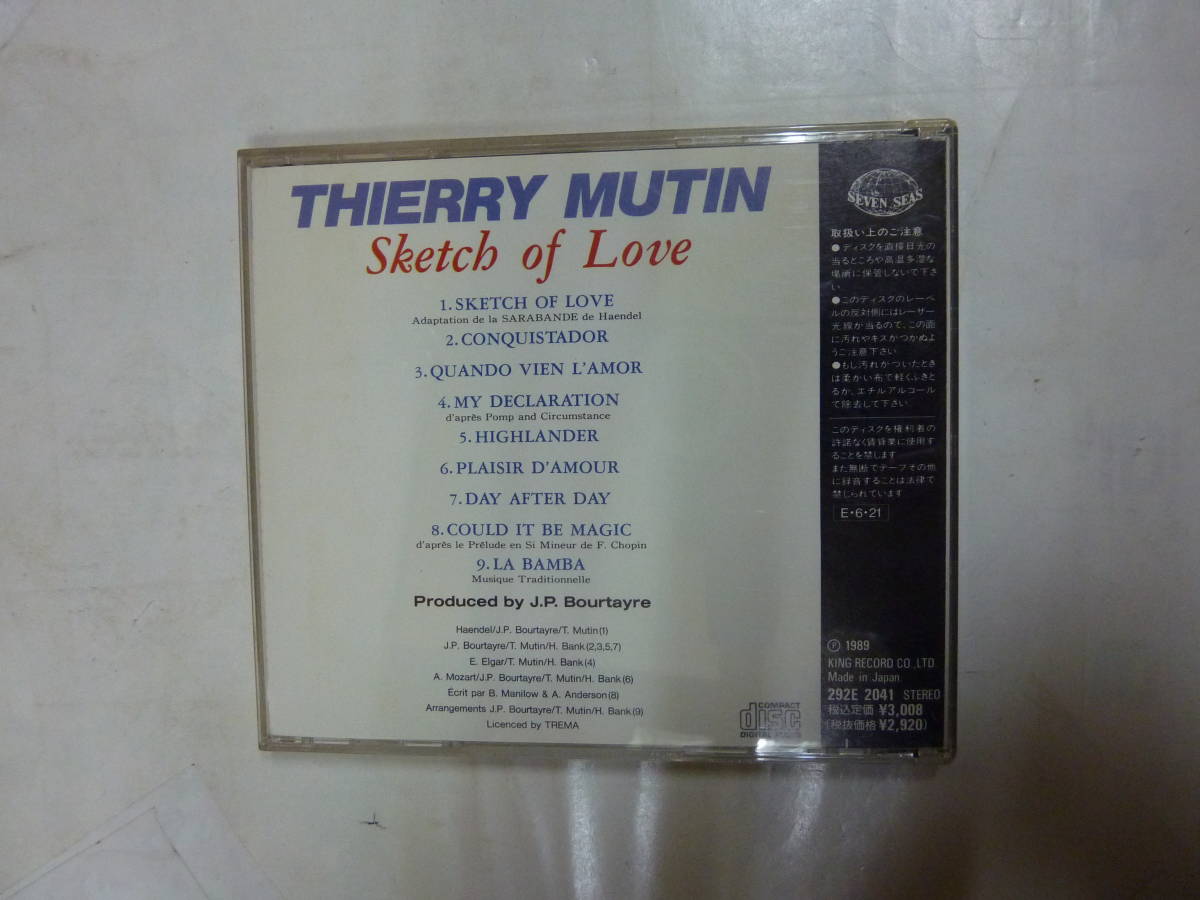 THIERRY MUTIN
Sketch of Love
1. SKETCH OF LOVE
Adaptation de la SARABANDE de Haendel
2. CONQUISTADOR
3. QUANDO VIEN L'AMOR
4. MY DECLARATION
d'après Pomp and Circumstance
5. HIGHLANDER
6. PLAISIR D'AMOUR
7. DAY AFTER DAY
8. COULD IT BE MAGIC
d'après le Prélude en Si Mineur de F. Chopin
9. LA BAMBA
Musique Traditionnelle
Produced by J.P. Bourtayre
Haendel/J.P. Bourtayre/T. Mutin(1)
J.P. Bourtayre/T. Mutin/H. Bank(2,3,5,7)
E. Elgar/T. Mutin/H. Bank(4)
A. Mozart/J.P. Bourtayre/T. Mutin/H. Bank(6)
Écrit par B. Manilow & A. Anderson(8)
Arrangements J.P. Bourtayre/T. Mutin/H. Bank(9)
Licenced by TREMA
COMPACT
disc
DIGITAL AUDIO
SEVEN SEAS
取扱い上のご注意
●ディスクを直接日光の
当るところや高温多湿な
場所に保管しないで下さ
い
●このディスクのレーベ
ルの反対側にはレーザー
光線が当るので、この面
に汚れやキズがつかぬよ
うご注意下さい
●もし汚れがついたとき
は柔かい布で軽くふきと
るか、エチルアルコール
で除去して下さい。
このディスクを権利者の
許諾なく賃貸業に使用す
ることを禁じます
また無断でテープその他
に録音することは法律で
禁じられています
E・6・21
Ⓟ 1989
KING RECORD CO.,LTD
Made in Japan
292E 2041 STEREO
税込定価 ¥3,008
(税抜価格 ¥2,920)